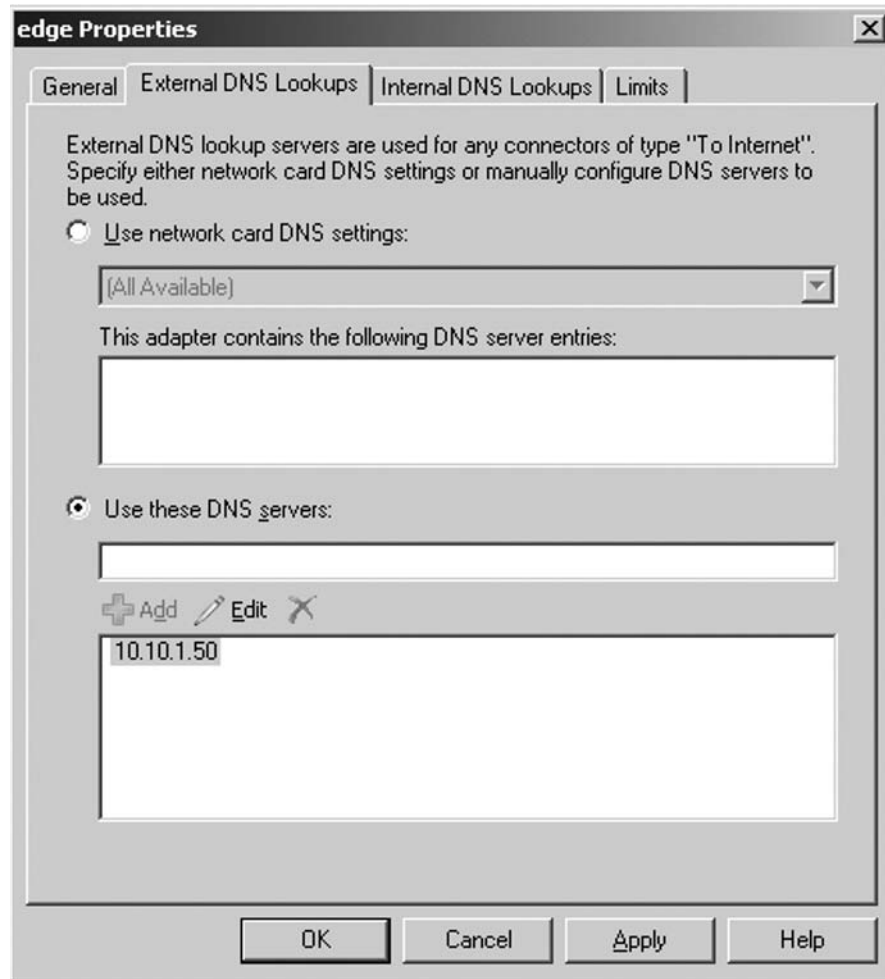 edge Properties
General External DNS Lookups Internal DNS Lookups Limits
External DNS lookup servers are used for any connectors of type "To Internet".
Specify either network card DNS settings or manually configure DNS servers to
be used.
Use network card DNS settings:
(All Available)
This adapter contains the following DNS server entries:
Use these DNS servers:
Add Edit
10.10.1.50
OK Cancel Apply Help